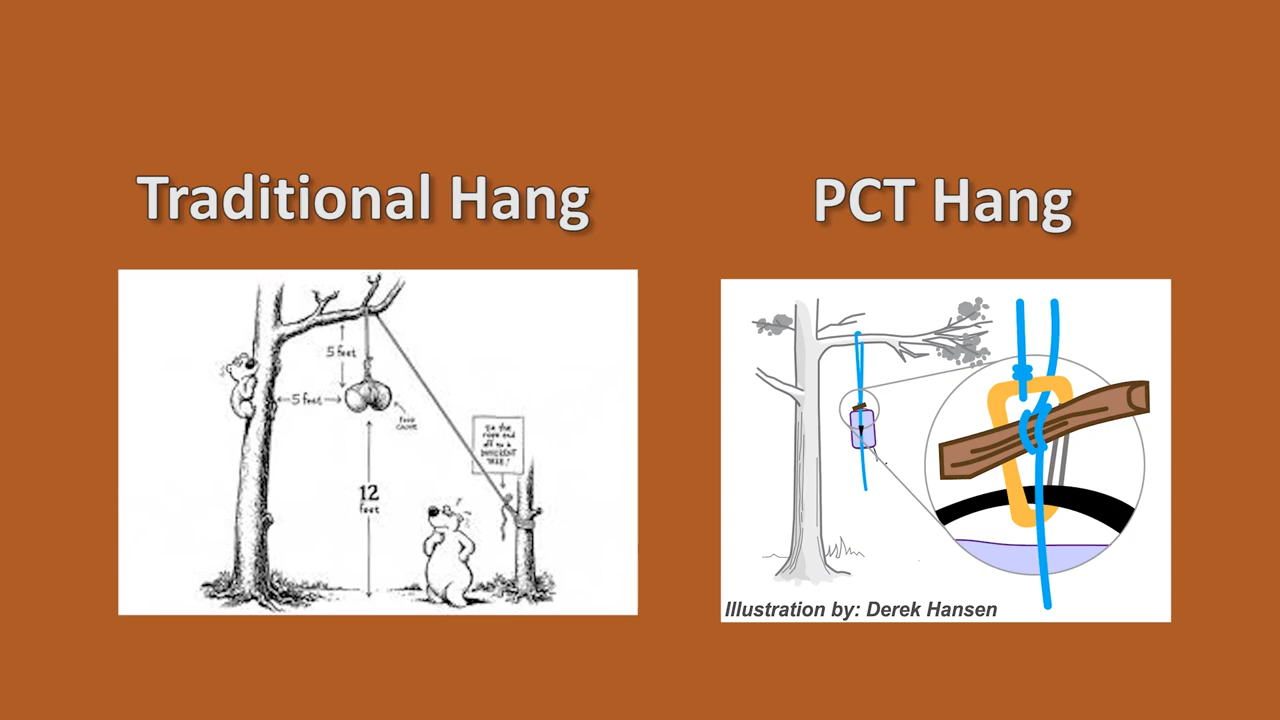 Traditional Hang
PCT Hang
5 feet
5 feet
FOOD
CACHE
12
feet
Tie the
rope end
off to a
DIFFERENT
TREE!
Illustration by: Derek Hansen